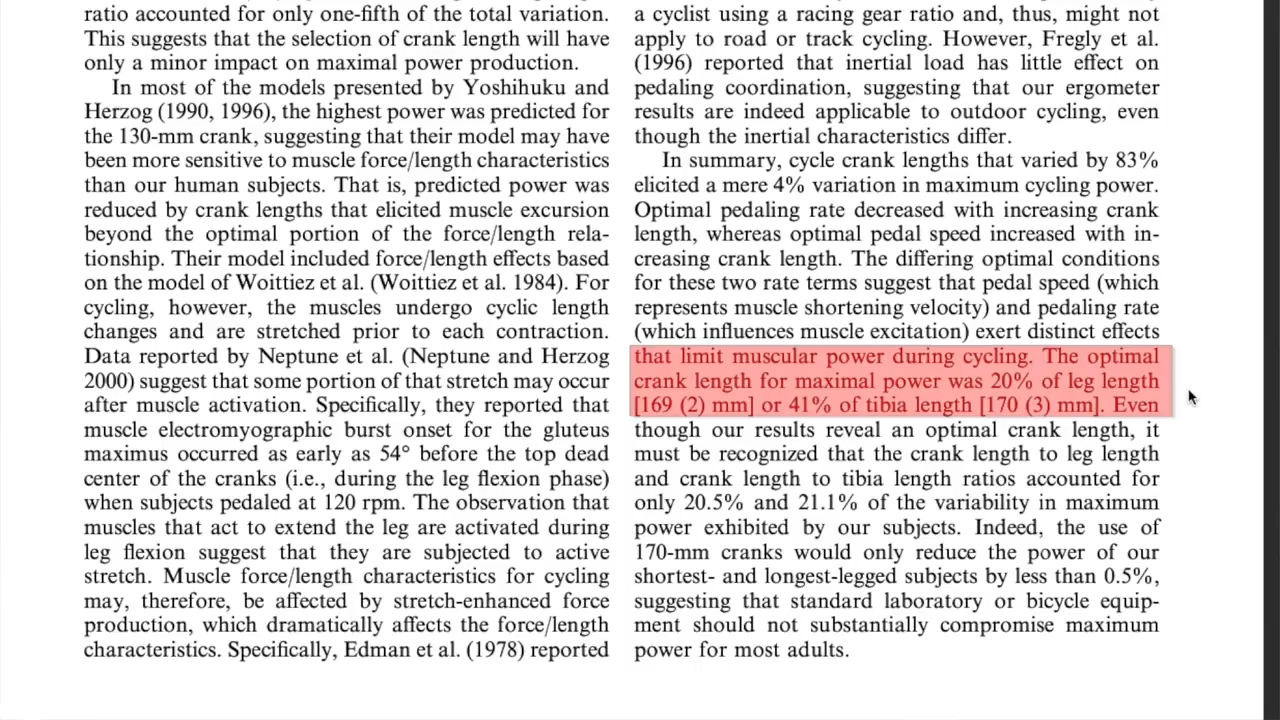 ratio accounted for only one-fifth of the total variation.
This suggests that the selection of crank length will have
only a minor impact on maximal power production.
In most of the models presented by Yoshihuku and
Herzog (1990, 1996), the highest power was predicted for
the 130-mm crank, suggesting that their model may have
been more sensitive to muscle force/length characteristics
than our human subjects. That is, predicted power was
reduced by crank lengths that elicited muscle excursion
beyond the optimal portion of the force/length rela-
tionship. Their model included force/length effects based
on the model of Woittiez et al. (Woittiez et al. 1984). For
cycling, however, the muscles undergo cyclic length
changes and are stretched prior to each contraction.
Data reported by Neptune et al. (Neptune and Herzog
2000) suggest that some portion of that stretch may occur
after muscle activation. Specifically, they reported that
muscle electromyographic burst onset for the gluteus
maximus occurred as early as 54° before the top dead
center of the cranks (i.e., during the leg flexion phase)
when subjects pedaled at 120 rpm. The observation that
muscles that act to extend the leg are activated during
leg flexion suggest that they are subjected to active
stretch. Muscle force/length characteristics for cycling
may, therefore, be affected by stretch-enhanced force
production, which dramatically affects the force/length
characteristics. Specifically, Edman et al. (1978) reported
a cyclist using a racing gear ratio and, thus, might not
apply to road or track cycling. However, Fregly et al.
(1996) reported that inertial load has little effect on
pedaling coordination, suggesting that our ergometer
results are indeed applicable to outdoor cycling, even
though the inertial characteristics differ.
In summary, cycle crank lengths that varied by 83%
elicited a mere 4% variation in maximum cycling power.
Optimal pedaling rate decreased with increasing crank
length, whereas optimal pedal speed increased with in-
creasing crank length. The differing optimal conditions
for these two rate terms suggest that pedal speed (which
represents muscle shortening velocity) and pedaling rate
(which influences muscle excitation) exert distinct effects
that limit muscular power during cycling. The optimal
crank length for maximal power was 20% of leg length
[169 (2) mm] or 41% of tibia length [170 (3) mm]. Even
though our results reveal an optimal crank length, it
must be recognized that the crank length to leg length
and crank length to tibia length ratios accounted for
only 20.5% and 21.1% of the variability in maximum
power exhibited by our subjects. Indeed, the use of
170-mm cranks would only reduce the power of our
shortest- and longest-legged subjects by less than 0.5%,
suggesting that standard laboratory or bicycle equip-
ment should not substantially compromise maximum
power for most adults.